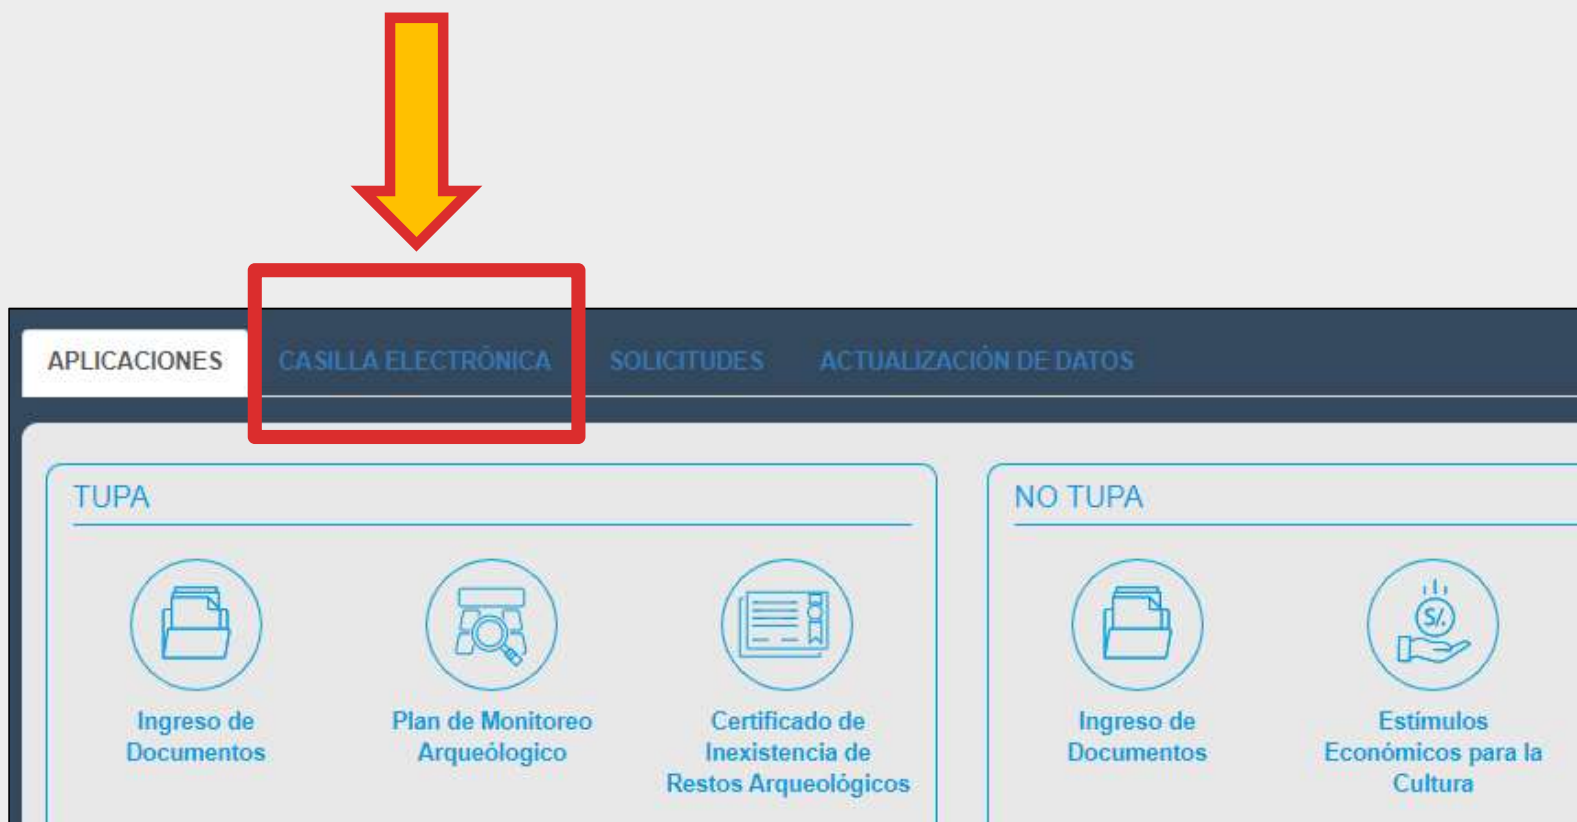 APLICACIONES
CASILLA ELECTRÓNICA
SOLICITUDES
ACTUALIZACIÓN DE DATOS
TUPA
Ingreso de
Documentos
Plan de Monitoreo
Arqueólogico
Certificado de
Inexistencia de
Restos Arqueológicos
NO TUPA
Ingreso de
Documentos
S/.
Estímulos
Económicos para la
Cultura